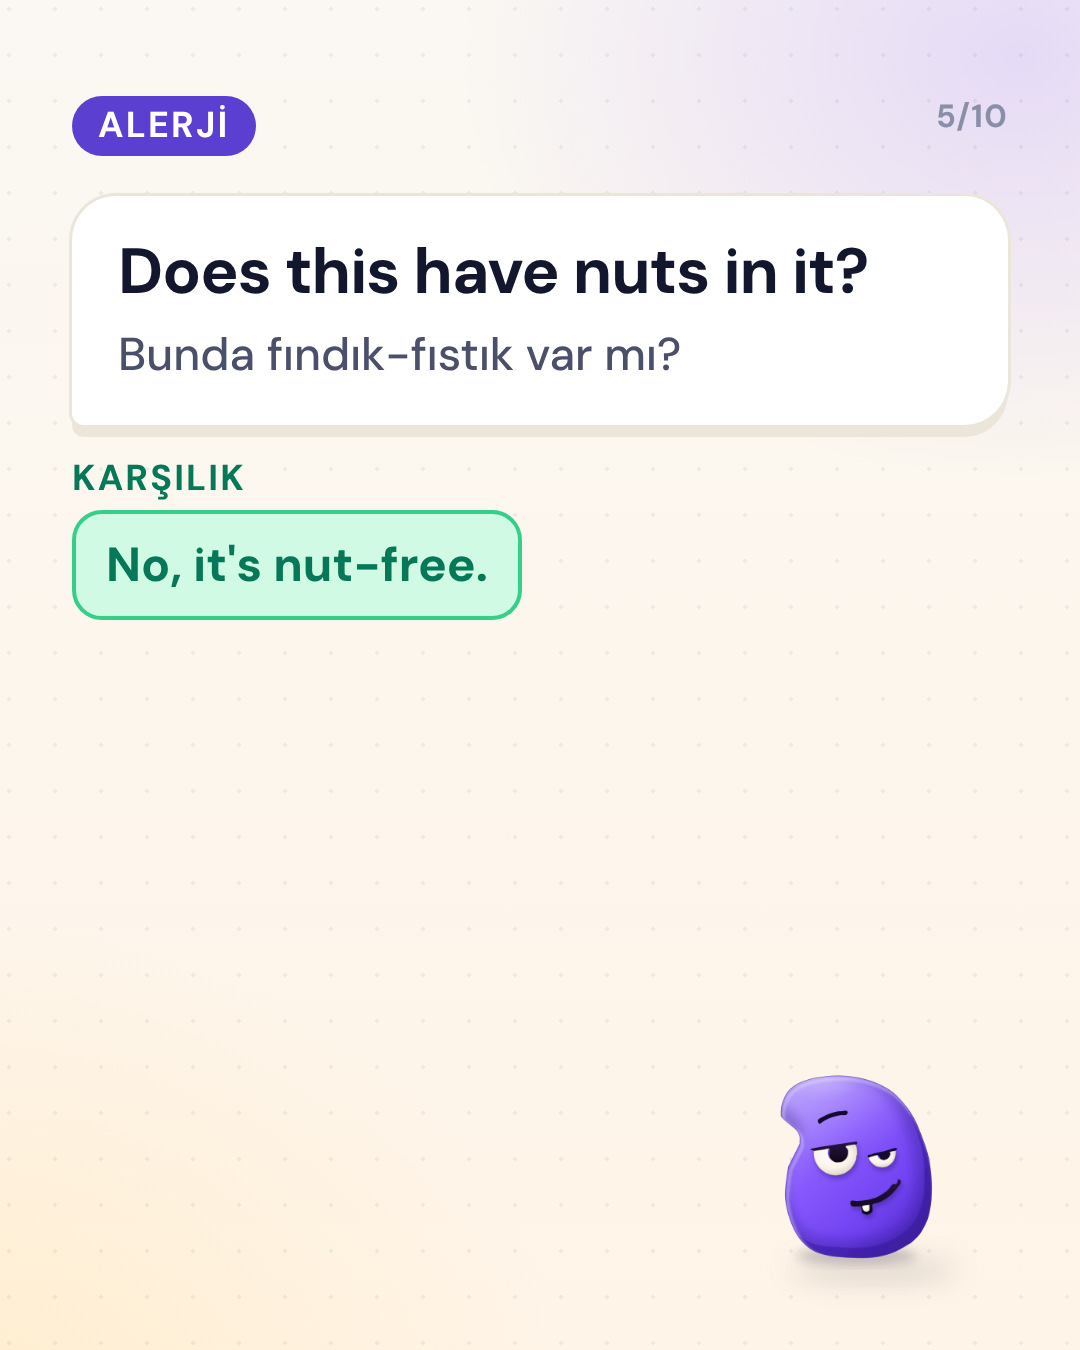 ALERJİ
5/10
Does this have nuts in it?
Bunda fındık-fıstık var mı?
KARŞILIK
No, it's nut-free.